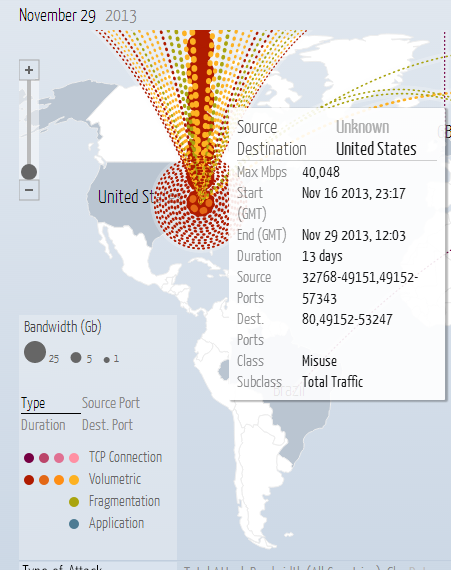 November 29 2013
+
−
United St
Source Unknown
Destination United States
Max Mbps 40,048
Start Nov 16 2013, 23:17
(GMT)
End (GMT) Nov 29 2013, 12:03
Duration 13 days
Source 32768-49151,49152-
Ports 57343
Dest. 80,49152-53247
Ports
Class Misuse
Subclass Total Traffic
Brazil
B
Bandwidth (Gb)
25 5 1
Type Source Port
Duration Dest. Port
TCP Connection
Volumetric
Fragmentation
Application
Type of Attack
Total Attack Bandwidth